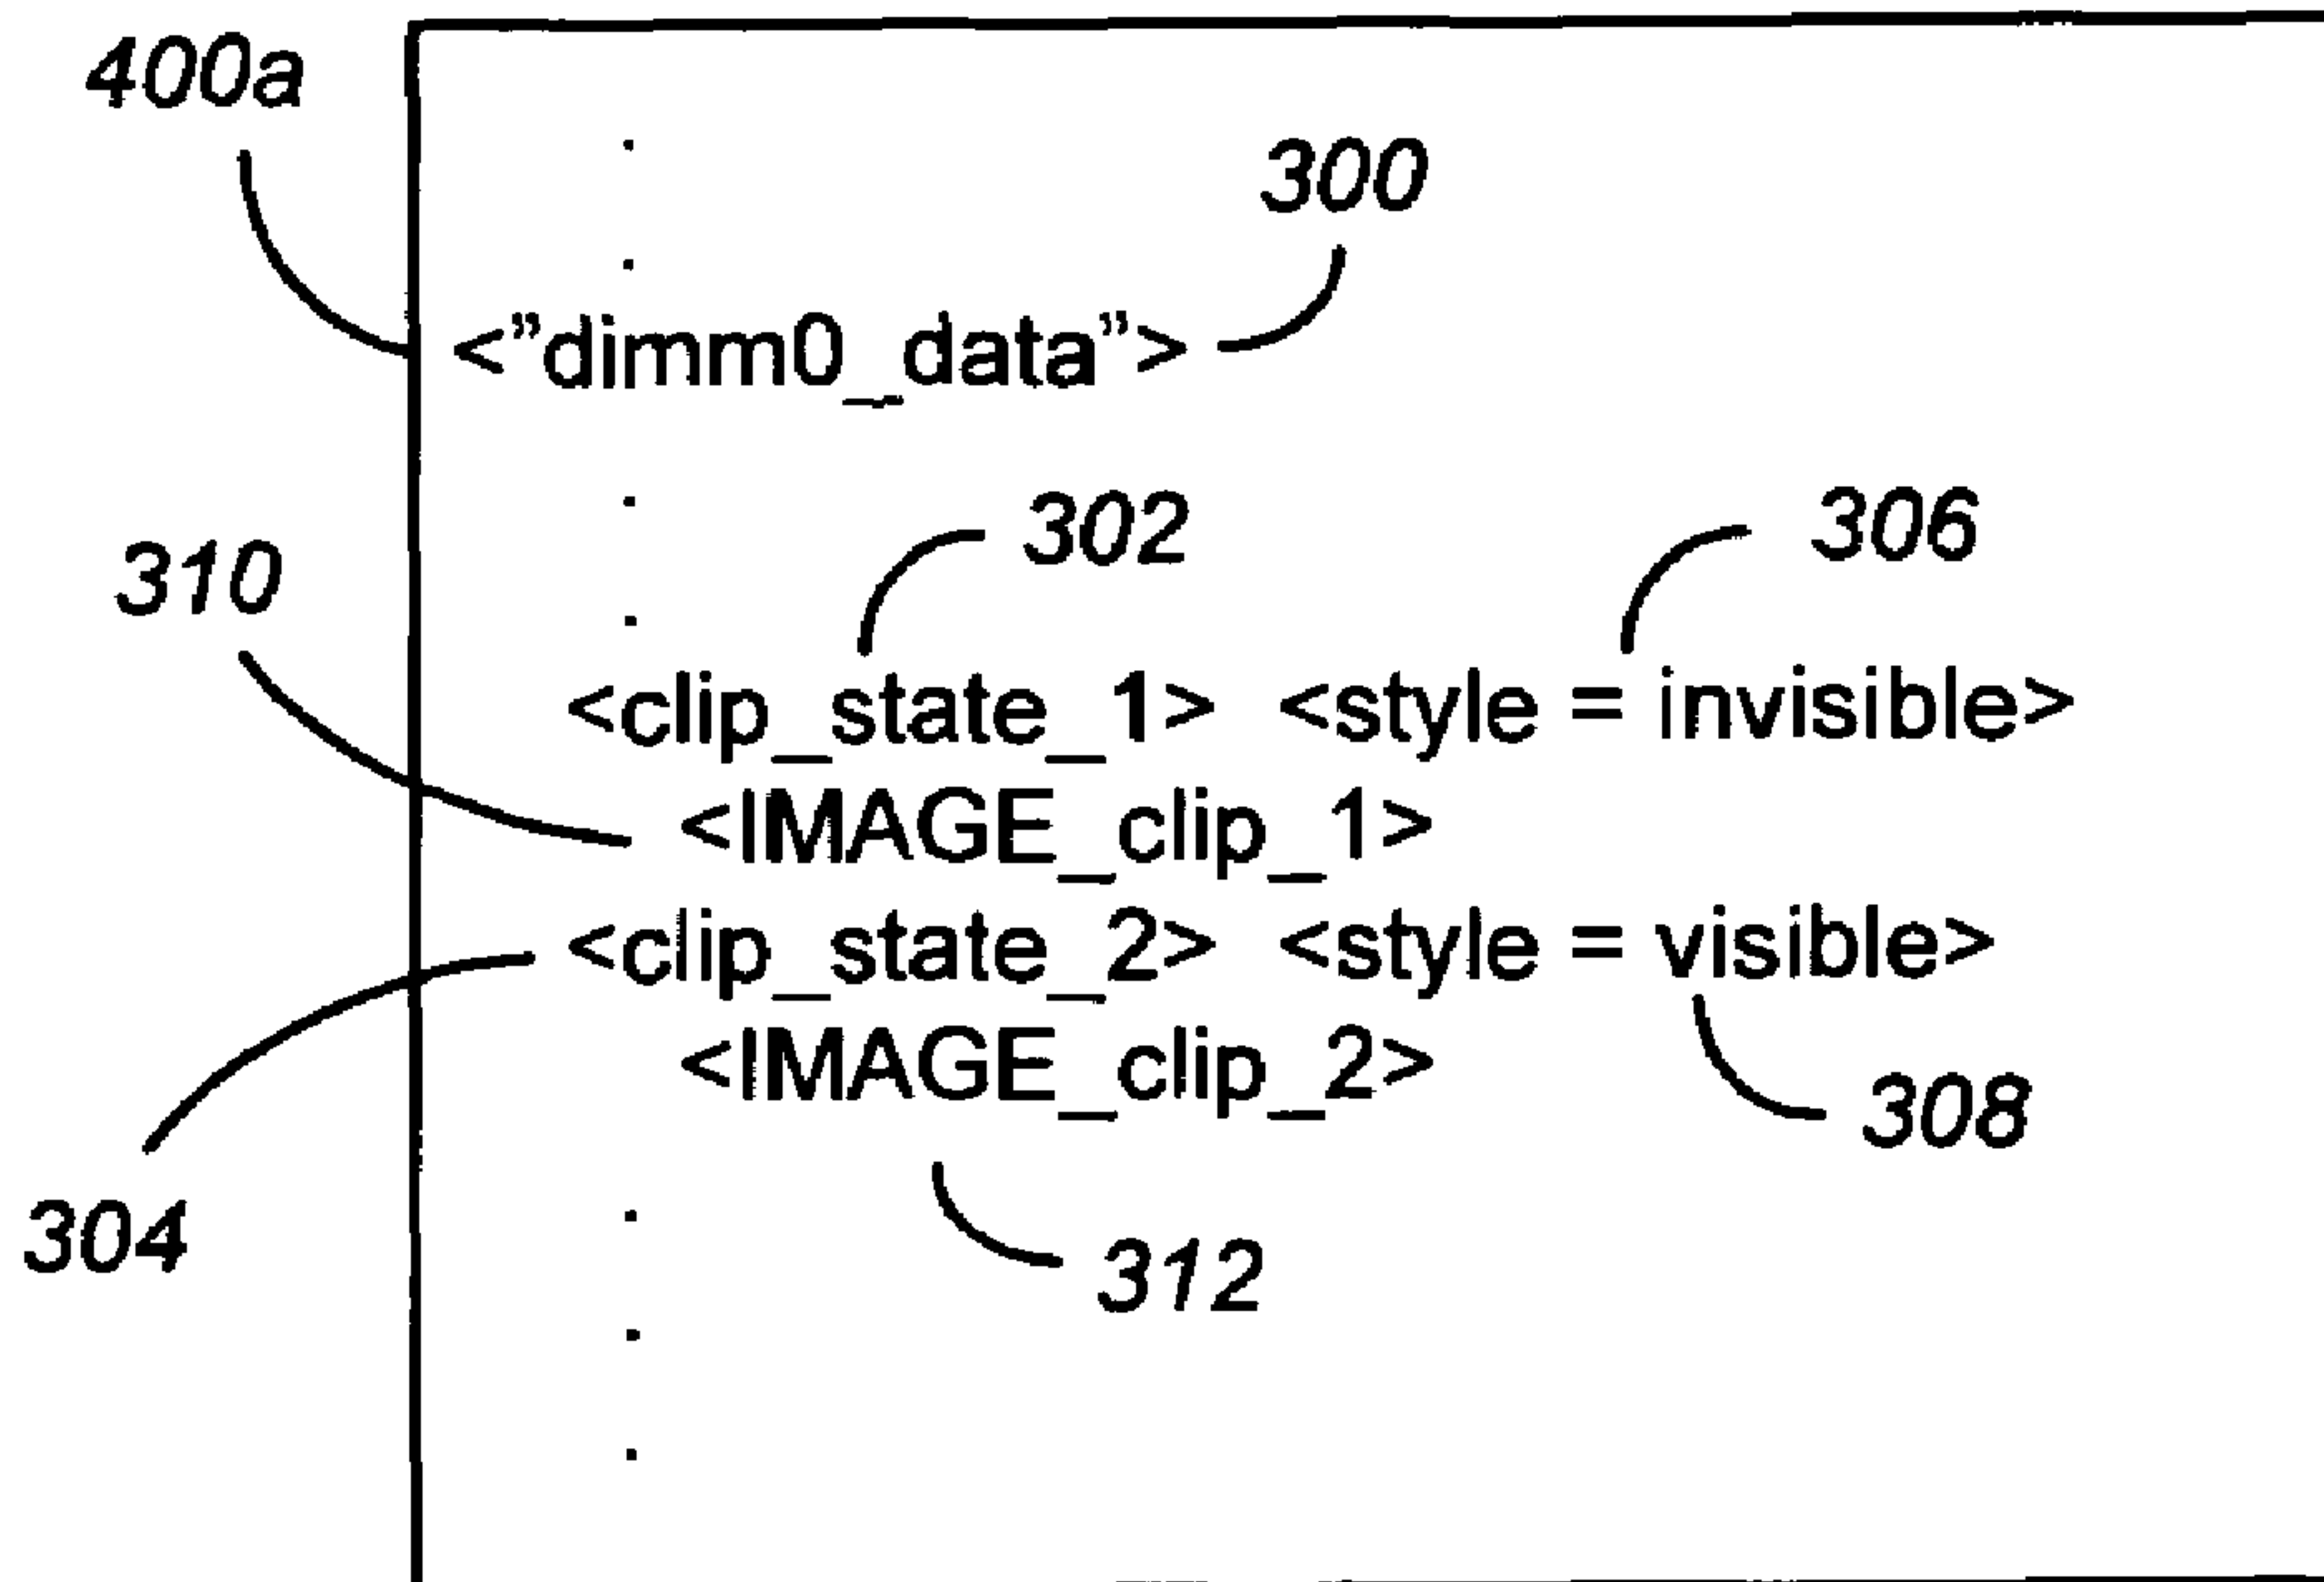 400a
300
<”dimm0_data”>
302
306
310
<clip_state_1> <style = invisible>
<IMAGE_clip_1>
<clip_state_2> <style = visible>
<IMAGE_clip_2>
308
304
312